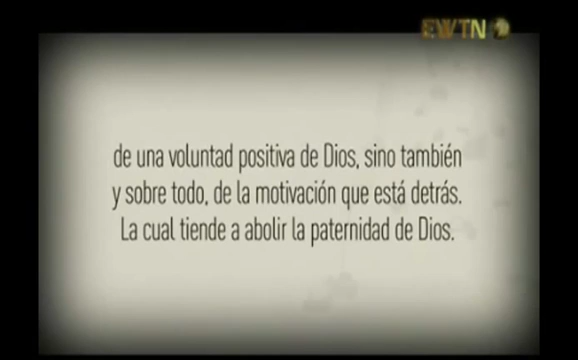 EWTN
de una voluntad positiva de Dios, sino también
y sobre todo, de la motivación que está detrás.
La cual tiende a abolir la paternidad de Dios.